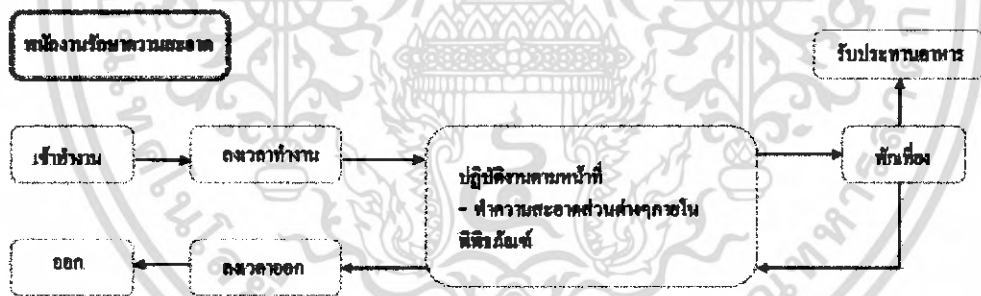 พนักงานรักษาความสะอาด
รับประทานอาหาร
เข้าทำงาน
ลงเวลาทำงาน
ปฏิบัติงานตามหน้าที่
- ทำความสะอาดส่วนต่างๆภายใน
พิพิธภัณฑ์
พักเที่ยง
ออก
ลงเวลาออก